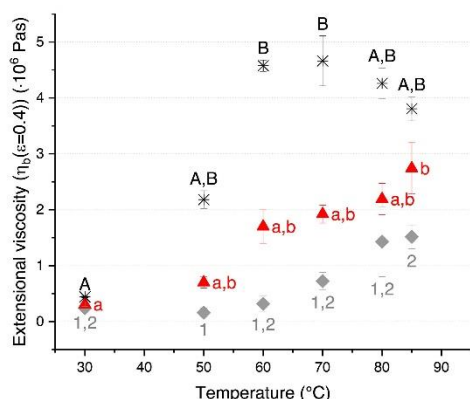 Extensional viscosity (ηb(ε=0.4)) (·10⁶ Pas)
5
4
3
2
1
0
A
A,B
B
B
A,B
A,B
a
a,b
a,b
a,b
a,b
b
1,2
1
1,2
1,2
1,2
2
30 40 50 60 70 80 90
Temperature (°C)